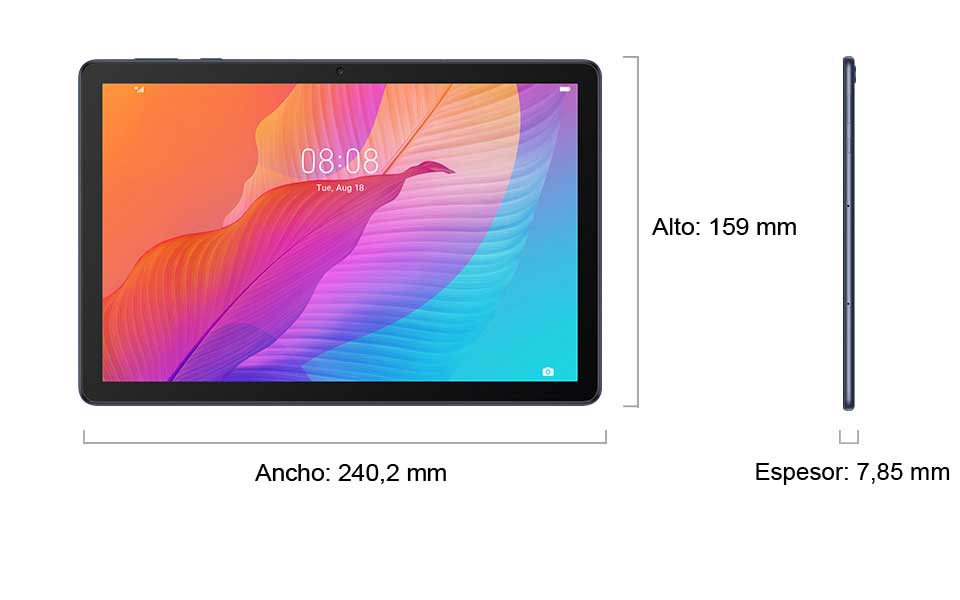 08:08
Tue, Aug 18
Alto: 159 mm
Ancho: 240,2 mm
Espesor: 7,85 mm